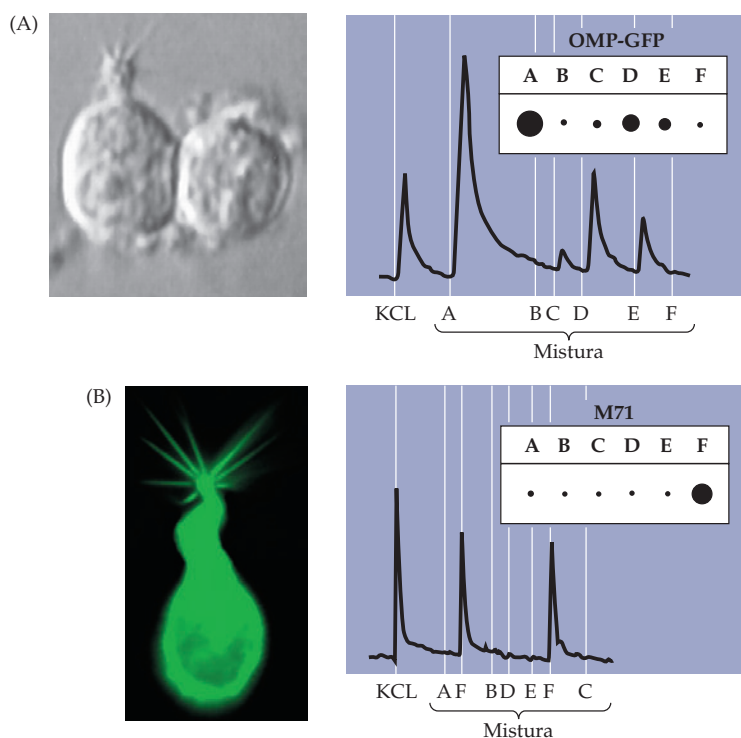 (A)
OMP-GFP
A B C D E F
KCL A B C D E F
Mistura
(B)
M71
A B C D E F
KCL A F B D E F C
Mistura